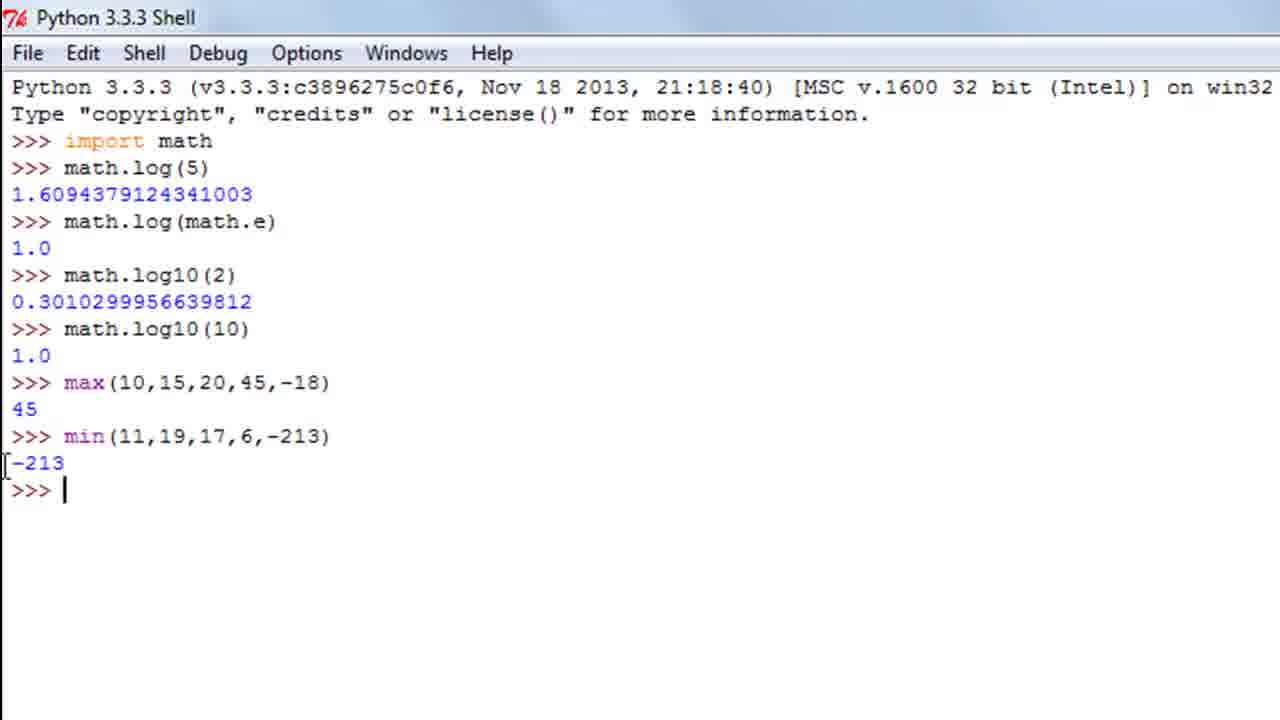 Python 3.3.3 Shell
File Edit Shell Debug Options Windows Help
Python 3.3.3 (v3.3.3:c3896275c0f6, Nov 18 2013, 21:18:40) [MSC v.1600 32 bit (Intel)] on win32
Type "copyright", "credits" or "license()" for more information.
>>> import math
>>> math.log(5)
1.6094379124341003
>>> math.log(math.e)
1.0
>>> math.log10(2)
0.3010299956639812
>>> math.log10(10)
1.0
>>> max(10,15,20,45,-18)
45
>>> min(11,19,17,6,-213)
-213
>>>